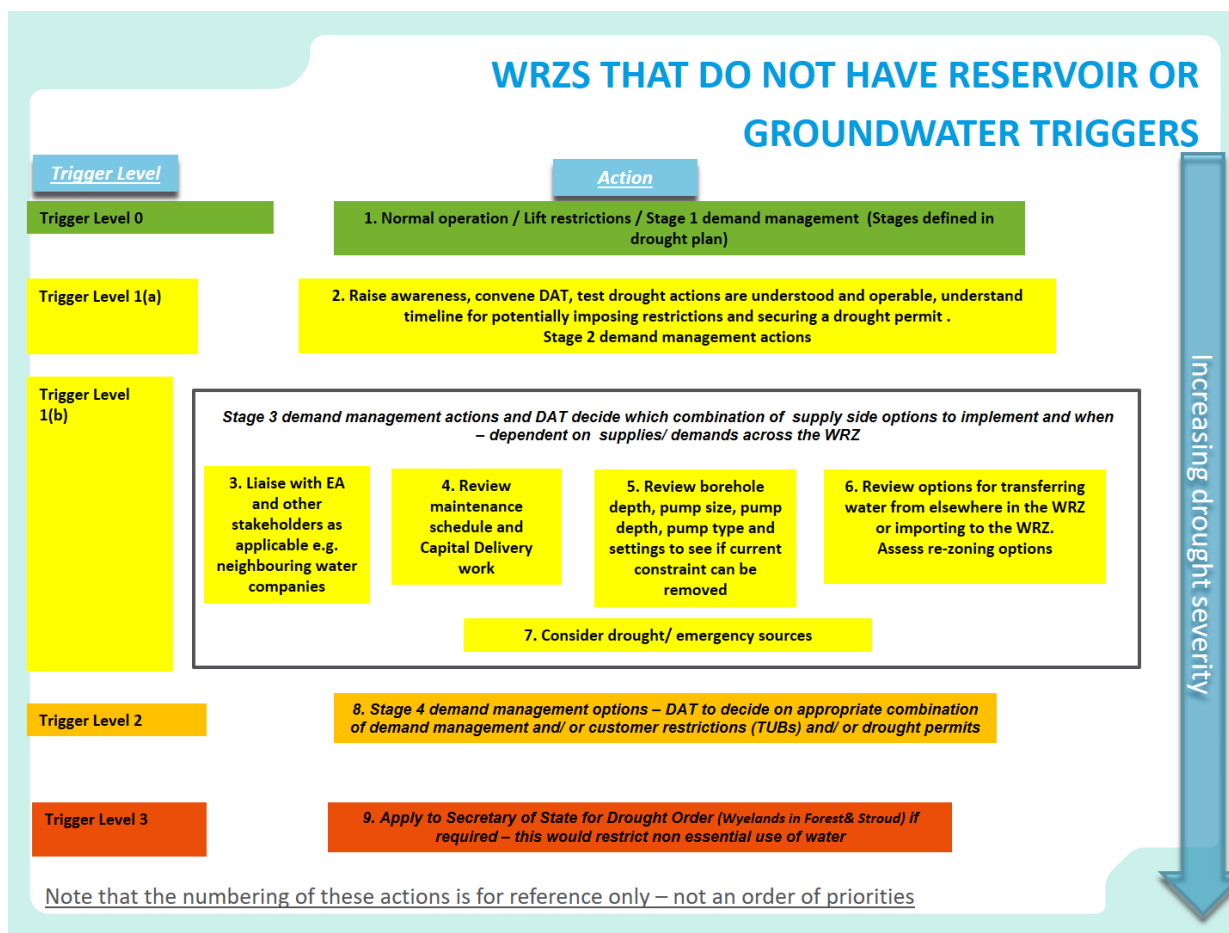 WRZS THAT DO NOT HAVE RESERVOIR OR
GROUNDWATER TRIGGERS
Trigger Level
Action
Trigger Level 0
1. Normal operation / Lift restrictions / Stage 1 demand management (Stages defined in
drought plan)
Trigger Level 1(a)
2. Raise awareness, convene DAT, test drought actions are understood and operable, understand
timeline for potentially imposing restrictions and securing a drought permit .
Stage 2 demand management actions
Trigger Level
1(b)
Stage 3 demand management actions and DAT decide which combination of supply side options to implement and when
– dependent on supplies/ demands across the WRZ
3. Liaise with EA
and other
stakeholders as
applicable e.g.
neighbouring water
companies
4. Review
maintenance
schedule and
Capital Delivery
work
5. Review borehole
depth, pump size, pump
depth, pump type and
settings to see if current
constraint can be
removed
6. Review options for transferring
water from elsewhere in the WRZ
or importing to the WRZ.
Assess re-zoning options
7. Consider drought/ emergency sources
Trigger Level 2
8. Stage 4 demand management options – DAT to decide on appropriate combination
of demand management and/ or customer restrictions (TUBs) and/ or drought permits
Trigger Level 3
9. Apply to Secretary of State for Drought Order (Wyelands in Forest& Stroud) if
required – this would restrict non essential use of water
Increasing drought severity
Note that the numbering of these actions is for reference only – not an order of priorities